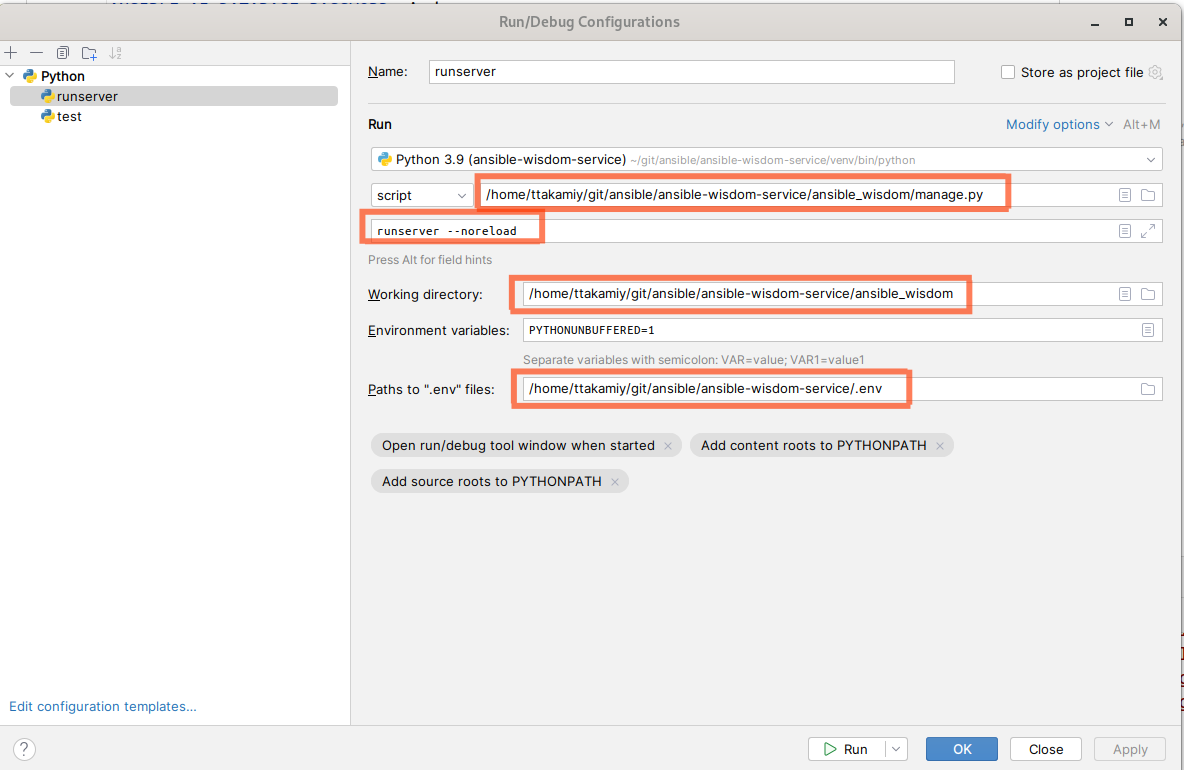 Run/Debug Configurations
Python
runserver
test
Edit configuration templates...
Name: runserver
Store as project file
Run
Modify options Alt+M
Python 3.9 (ansible-wisdom-service) ~/git/ansible/ansible-wisdom-service/venv/bin/python
script /home/ttakamiy/git/ansible/ansible-wisdom-service/ansible_wisdom/manage.py
runserver --noreload
Press Alt for field hints
Working directory: /home/ttakamiy/git/ansible/ansible-wisdom-service/ansible_wisdom
Environment variables: PYTHONUNBUFFERED=1
Separate variables with semicolon: VAR=value; VAR1=value1
Paths to ".env" files: /home/ttakamiy/git/ansible/ansible-wisdom-service/.env
Open run/debug tool window when started × Add content roots to PYTHONPATH ×
Add source roots to PYTHONPATH ×
? Run OK Close Apply